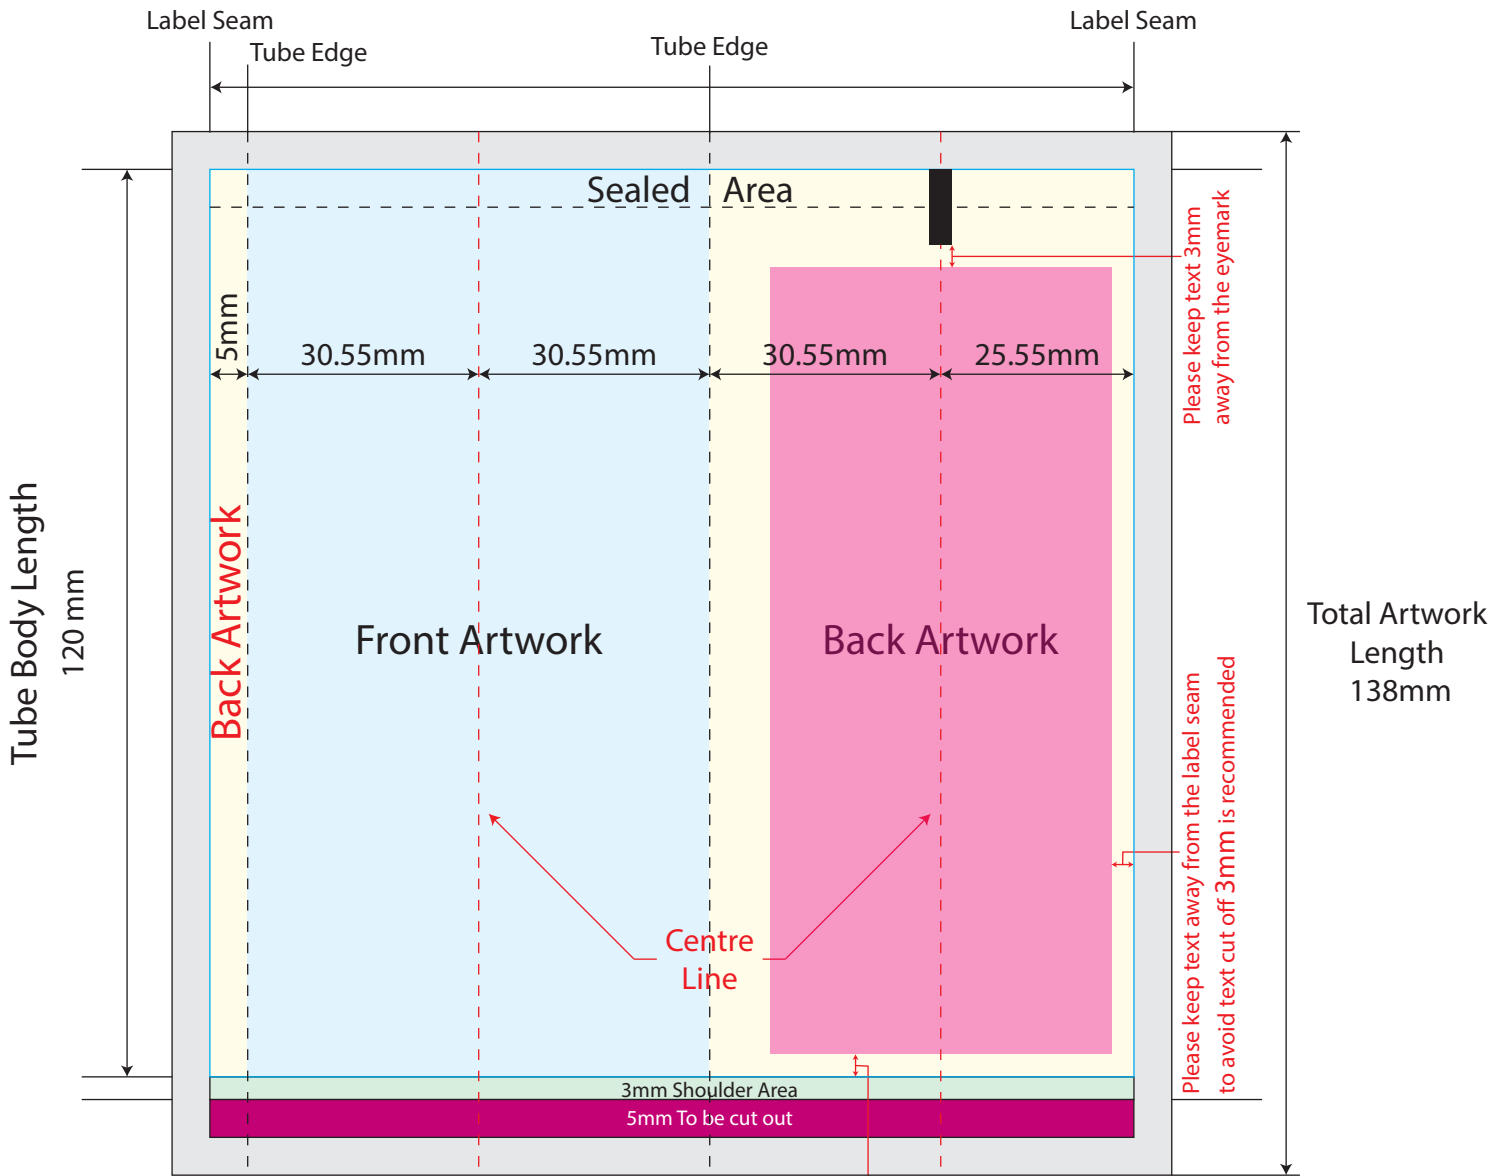 Label Seam
Label Seam
Tube Edge
Tube Edge
Sealed Area
5mm
30.55mm
30.55mm
30.55mm
25.55mm
Please keep text 3mm
away from the eyemark
Tube Body Length
120 mm
Back Artwork
Front Artwork
Back Artwork
Total Artwork
Length
138mm
Please keep text away from the label seam
to avoid text cut off 3mm is recommended
Centre
Line
3mm Shoulder Area
5mm To be cut out